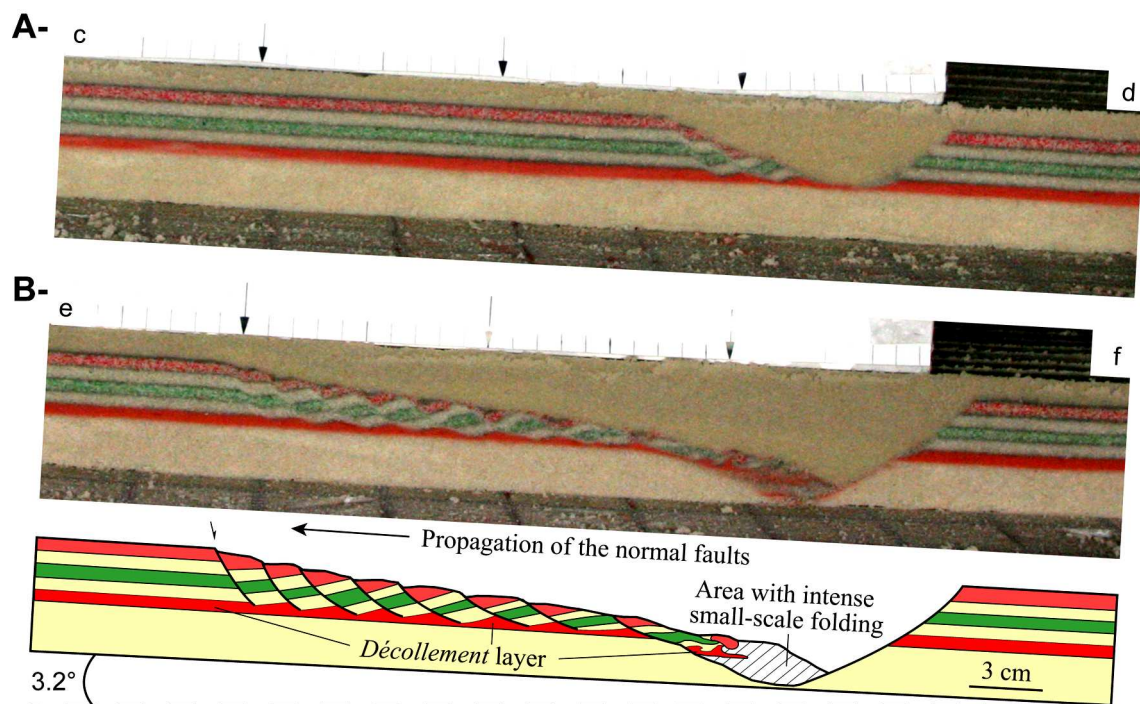 A-
c
d
B-
e
f
Propagation of the normal faults
Area with intense
small-scale folding
Décollement layer
3 cm
3.2°